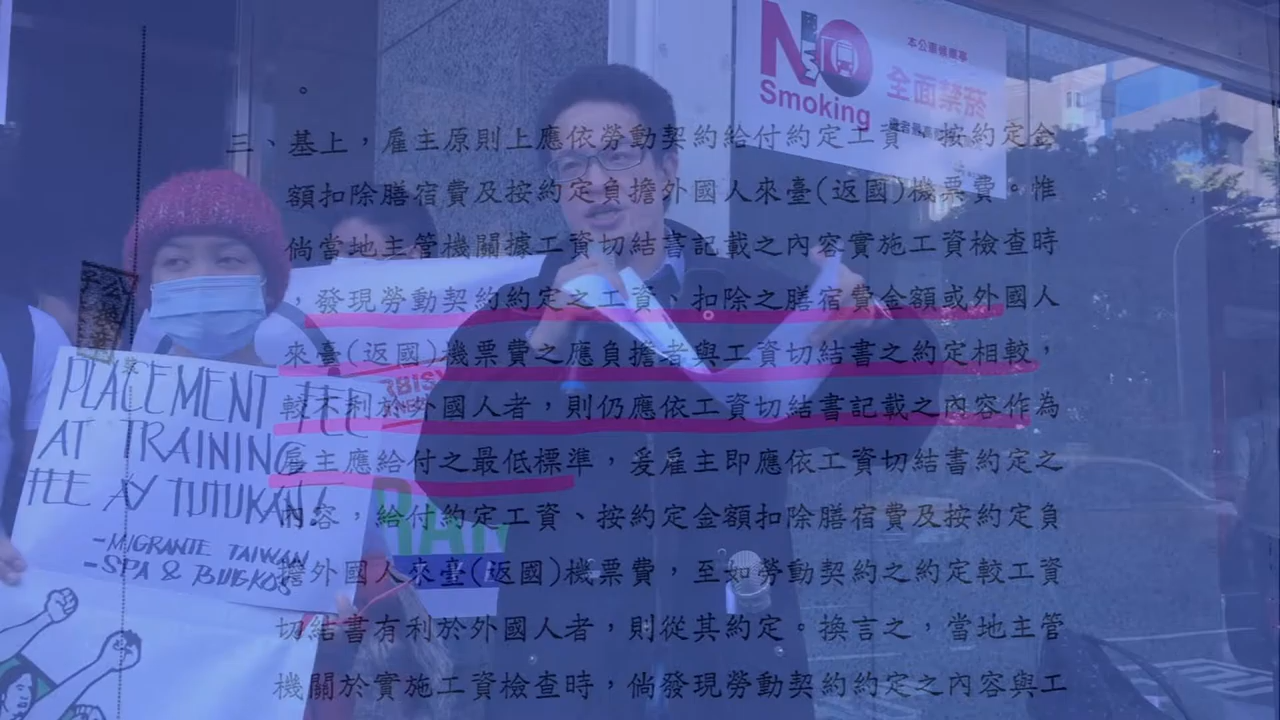 NO
Smoking
本公車候車亭
全面禁菸
三、基上，雇主原則上應依勞動契約給付約定工資、按約定金
額扣除膳宿費及按約定負擔外國人來臺(返國)機票費。惟
倘當地主管機關據工資切結書記載之內容實施工資檢查時
，發現勞動契約約定之工資、扣除之膳宿費金額或外國人
來臺(返國)機票費之應負擔者與工資切結書之約定相較，
較不利於外國人者，則仍應依工資切結書記載之內容作為
雇主應給付之最低標準，爰雇主即應依工資切結書約定之
內容，給付約定工資、按約定金額扣除膳宿費及按約定負
擔外國人來臺(返國)機票費，至如勞動契約之約定較工資
切結書有利於外國人者，則從其約定。換言之，當地主管
機關於實施工資檢查時，倘發現勞動契約約定之內容與工
PLACEMENT FEE
AT TRAINING
FEE AY TUTUKAN!
-MIGRANTE TAIWAN
-SPA & BUGKOS